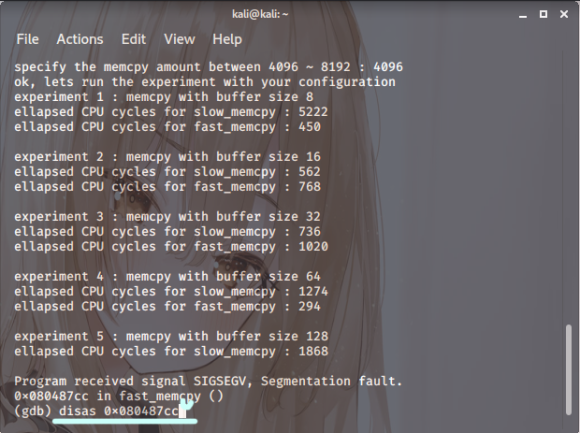 kali@kali: ~
File Actions Edit View Help
specify the memcpy amount between 4096 ~ 8192 : 4096
ok, lets run the experiment with your configuration
experiment 1 : memcpy with buffer size 8
ellapsed CPU cycles for slow_memcpy : 5222
ellapsed CPU cycles for fast_memcpy : 450
experiment 2 : memcpy with buffer size 16
ellapsed CPU cycles for slow_memcpy : 562
ellapsed CPU cycles for fast_memcpy : 768
experiment 3 : memcpy with buffer size 32
ellapsed CPU cycles for slow_memcpy : 736
ellapsed CPU cycles for fast_memcpy : 1020
experiment 4 : memcpy with buffer size 64
ellapsed CPU cycles for slow_memcpy : 1274
ellapsed CPU cycles for fast_memcpy : 294
experiment 5 : memcpy with buffer size 128
ellapsed CPU cycles for slow_memcpy : 1868
Program received signal SIGSEGV, Segmentation fault.
0x080487cc in fast_memcpy ()
(gdb) disas 0x080487cc